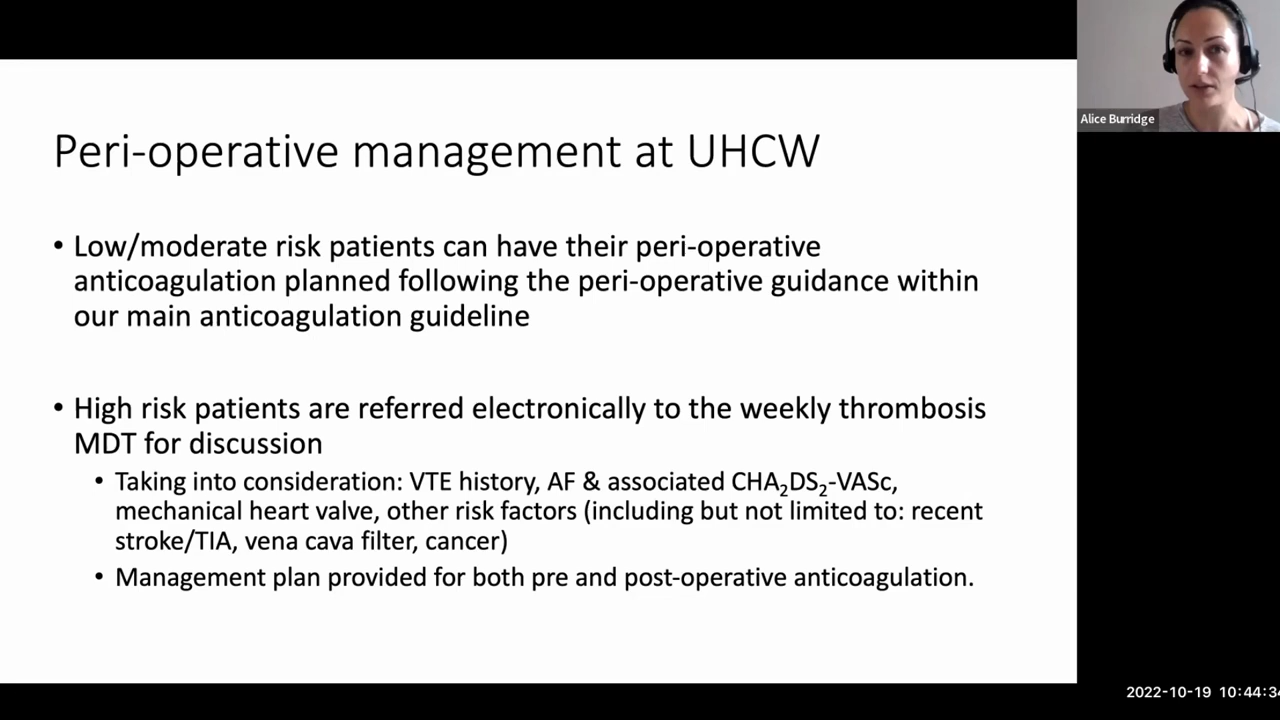 Alice Burridge
Peri-operative management at UHCW
• Low/moderate risk patients can have their peri-operative
anticoagulation planned following the peri-operative guidance within
our main anticoagulation guideline
• High risk patients are referred electronically to the weekly thrombosis
MDT for discussion
• Taking into consideration: VTE history, AF & associated CHA₂DS₂-VASc,
mechanical heart valve, other risk factors (including but not limited to: recent
stroke/TIA, vena cava filter, cancer)
• Management plan provided for both pre and post-operative anticoagulation.
2022-10-19 10:44:34